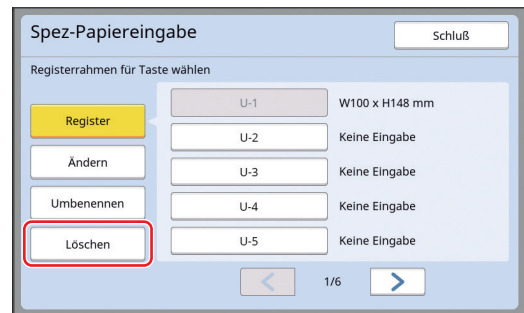 Spez-Papiereingabe
Schluß
Registerrahmen für Taste wählen
Register
Ändern
Umbenennen
Löschen
U-1 W100 x H148 mm
U-2 Keine Eingabe
U-3 Keine Eingabe
U-4 Keine Eingabe
U-5 Keine Eingabe
1/6